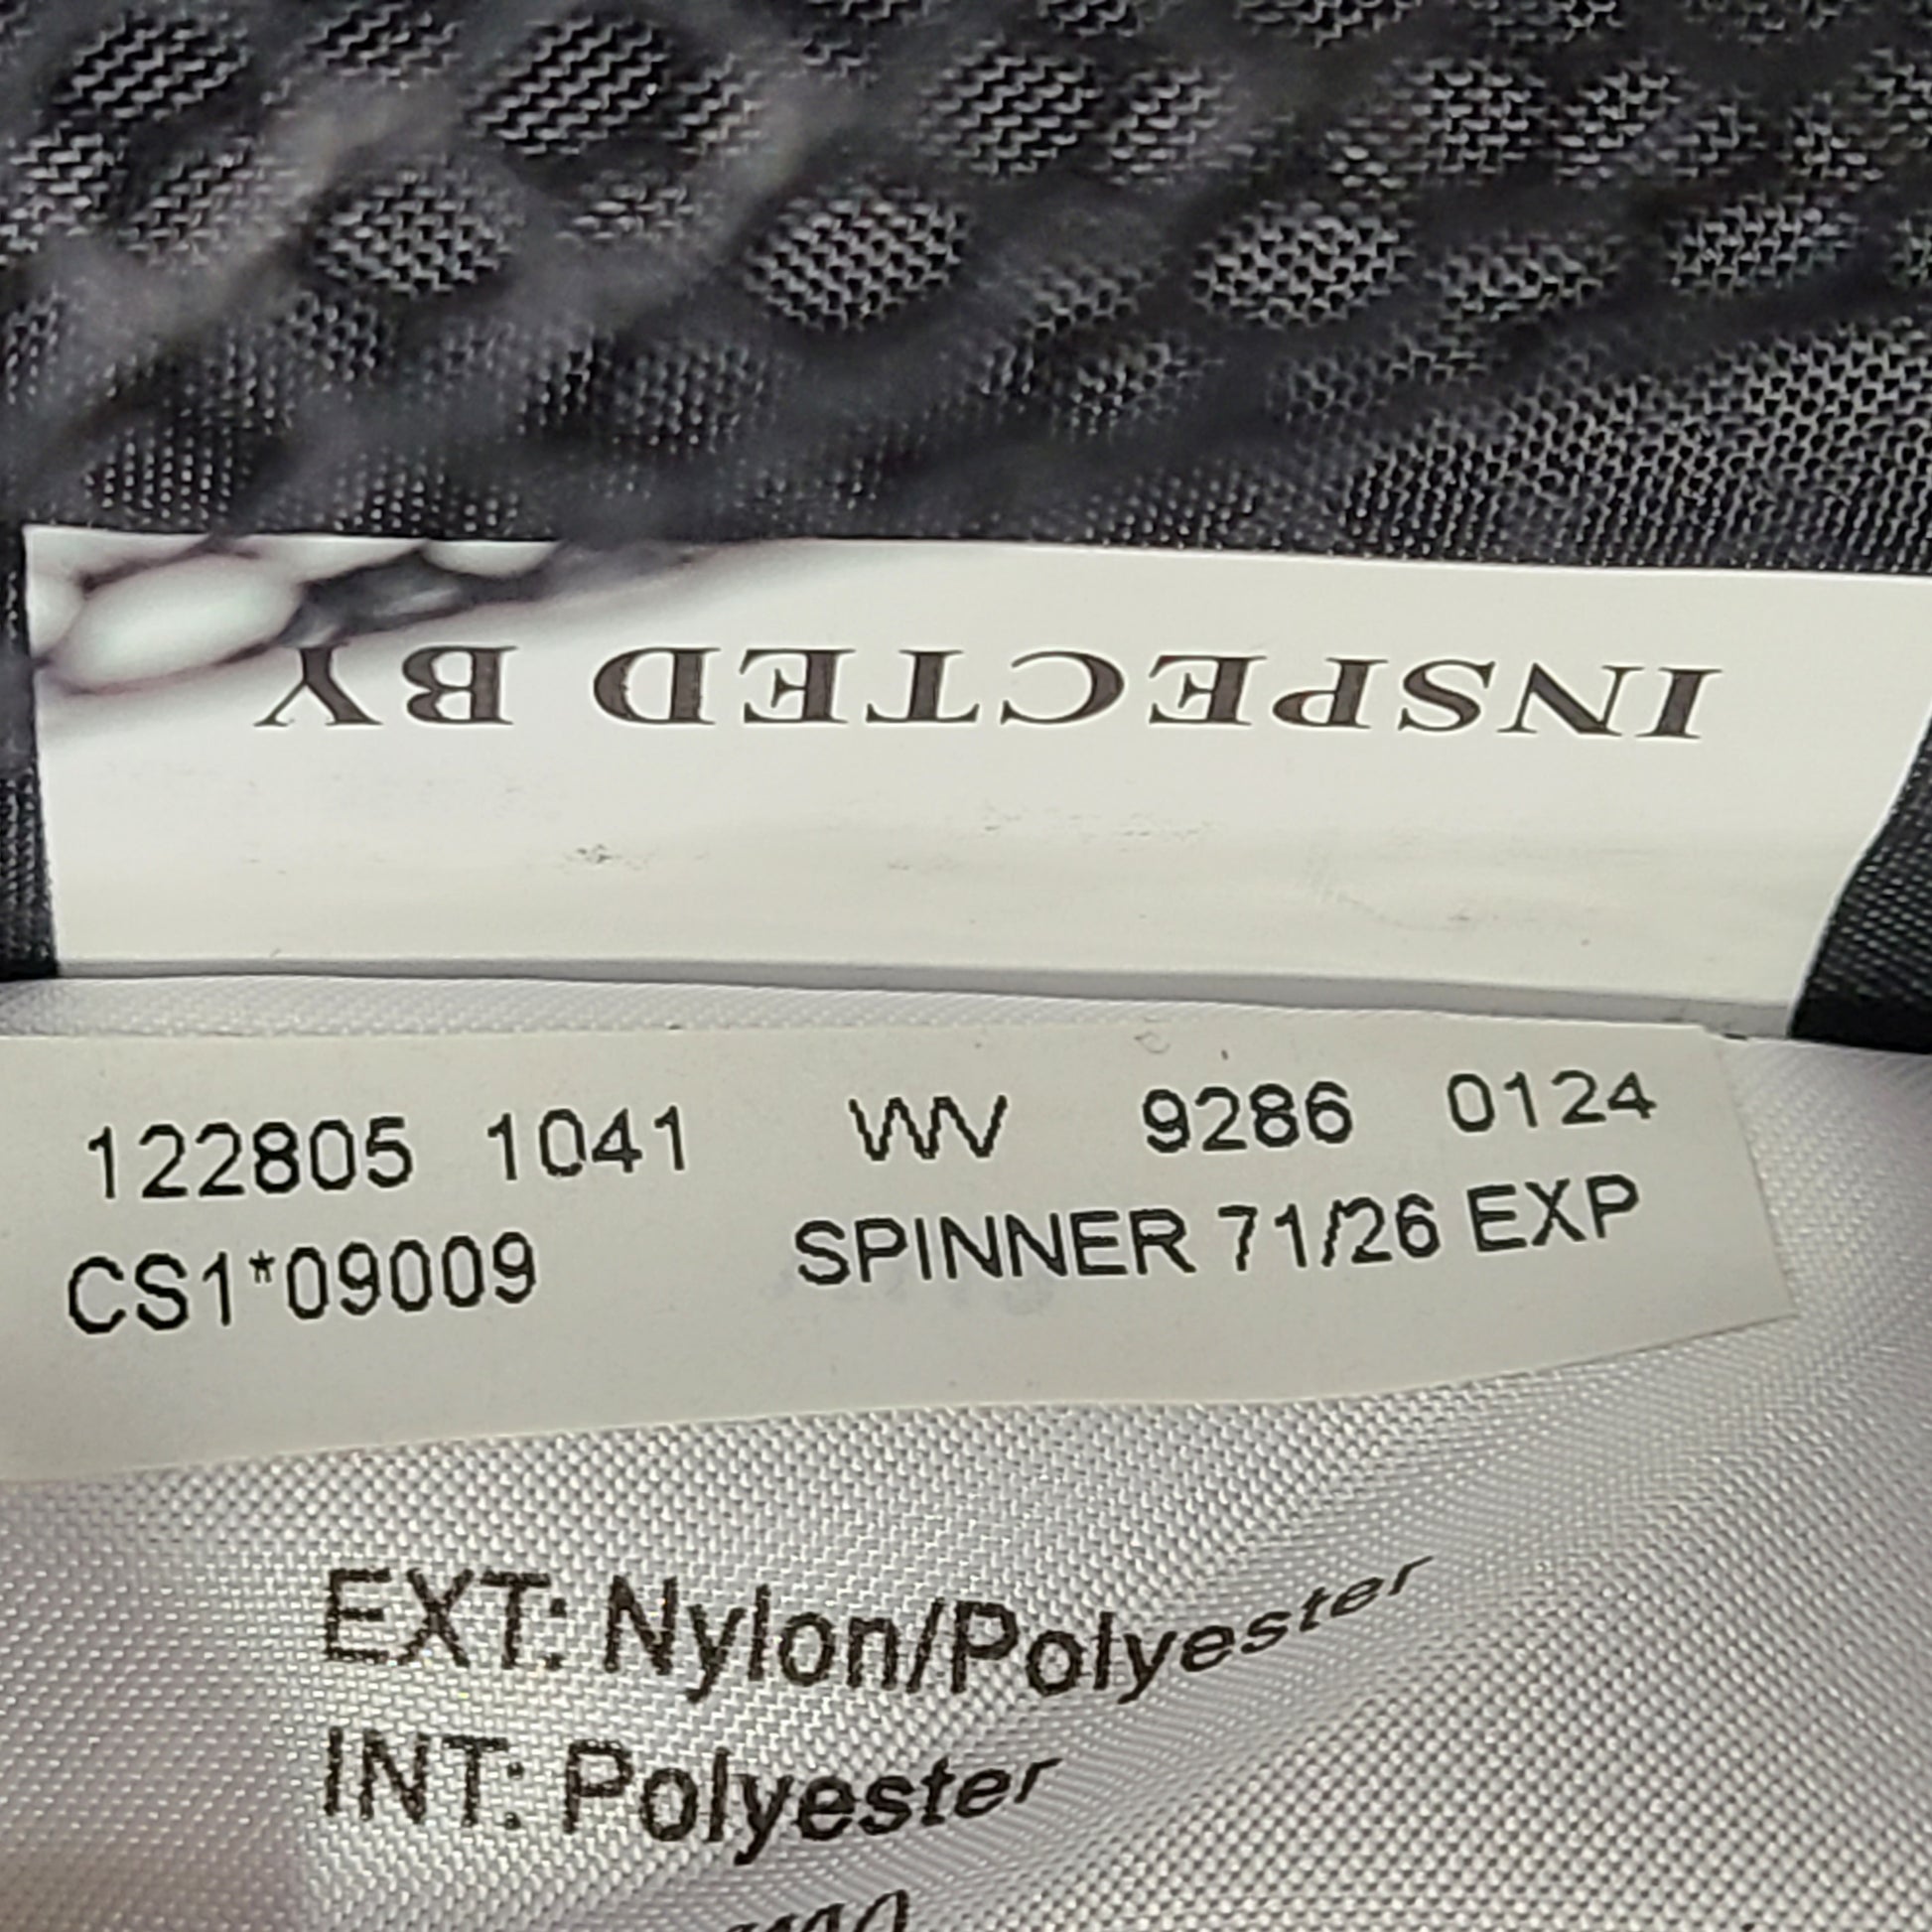 INSPECTED BY
122805 1041 WV 9286 0124
CS1*09009 SPINNER 71/26 EXP
EXT: Nylon/Polyester
INT: Polyester